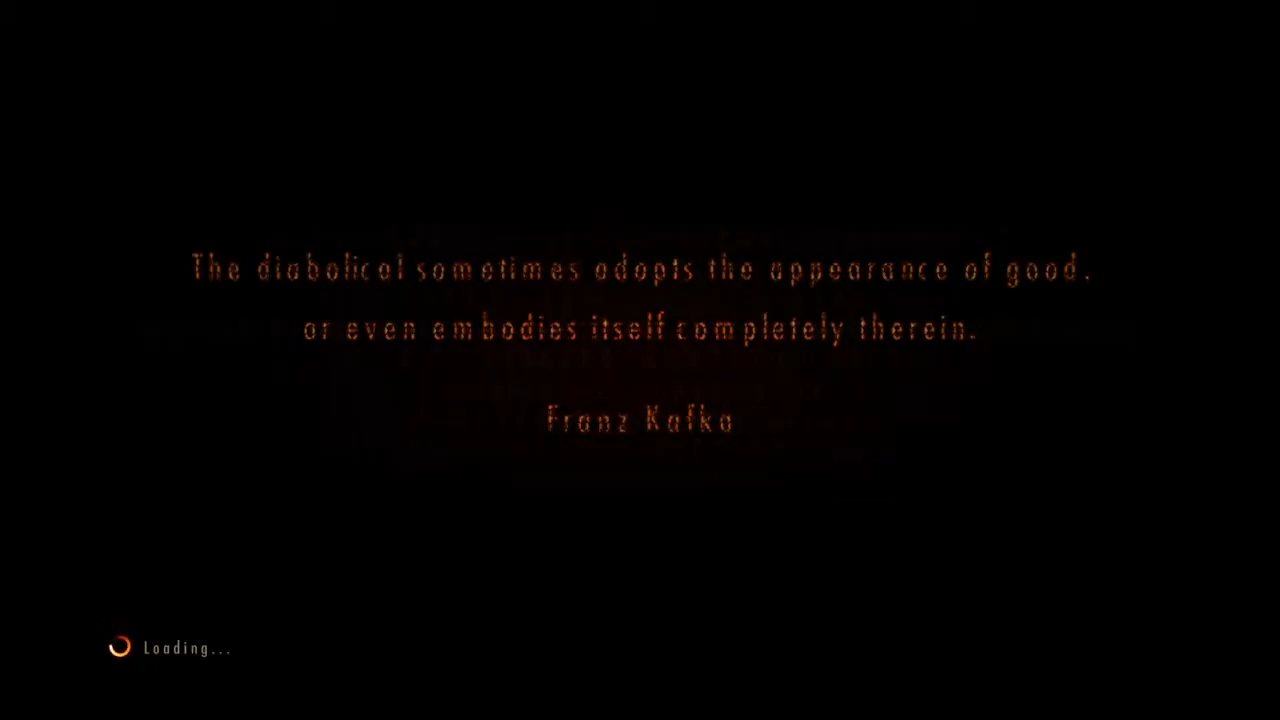 The diabolical sometimes adopts the appearance of good,
or even embodies itself completely therein.
Franz Kafka
Loading...